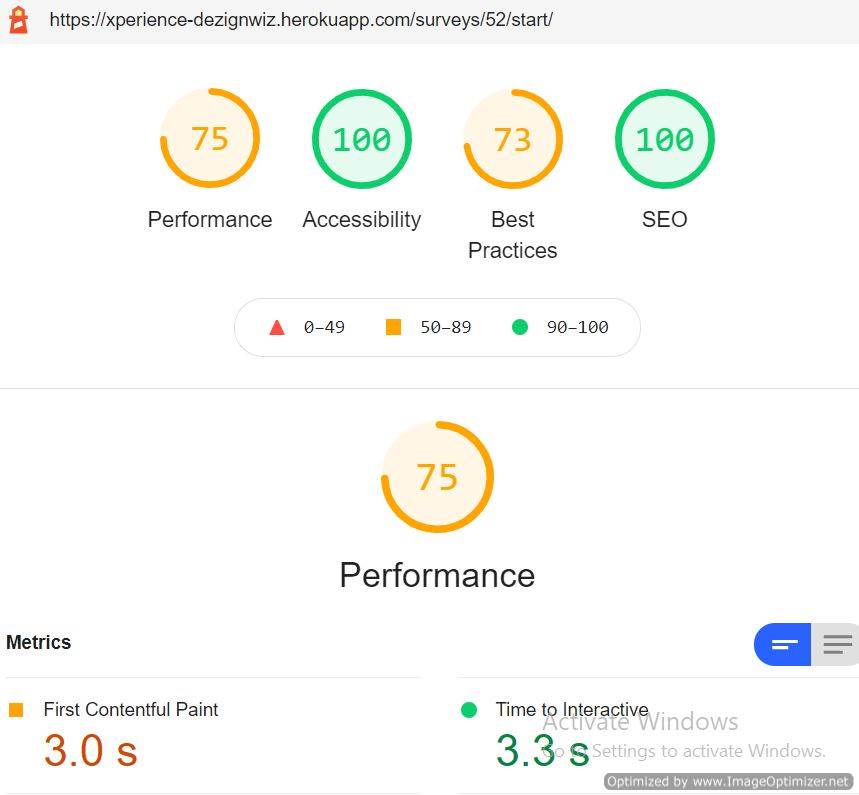 https://xperience-dezignwiz.herokuapp.com/surveys/52/start/
75 100 73 100
Performance Accessibility Best Practices SEO
0–49 50–89 90–100
75
Performance
Metrics
First Contentful Paint Time to Interactive
3.0 s 3.3 s
Activate Windows
Go to Settings to activate Windows.
Optimized by www.ImageOptimizer.net